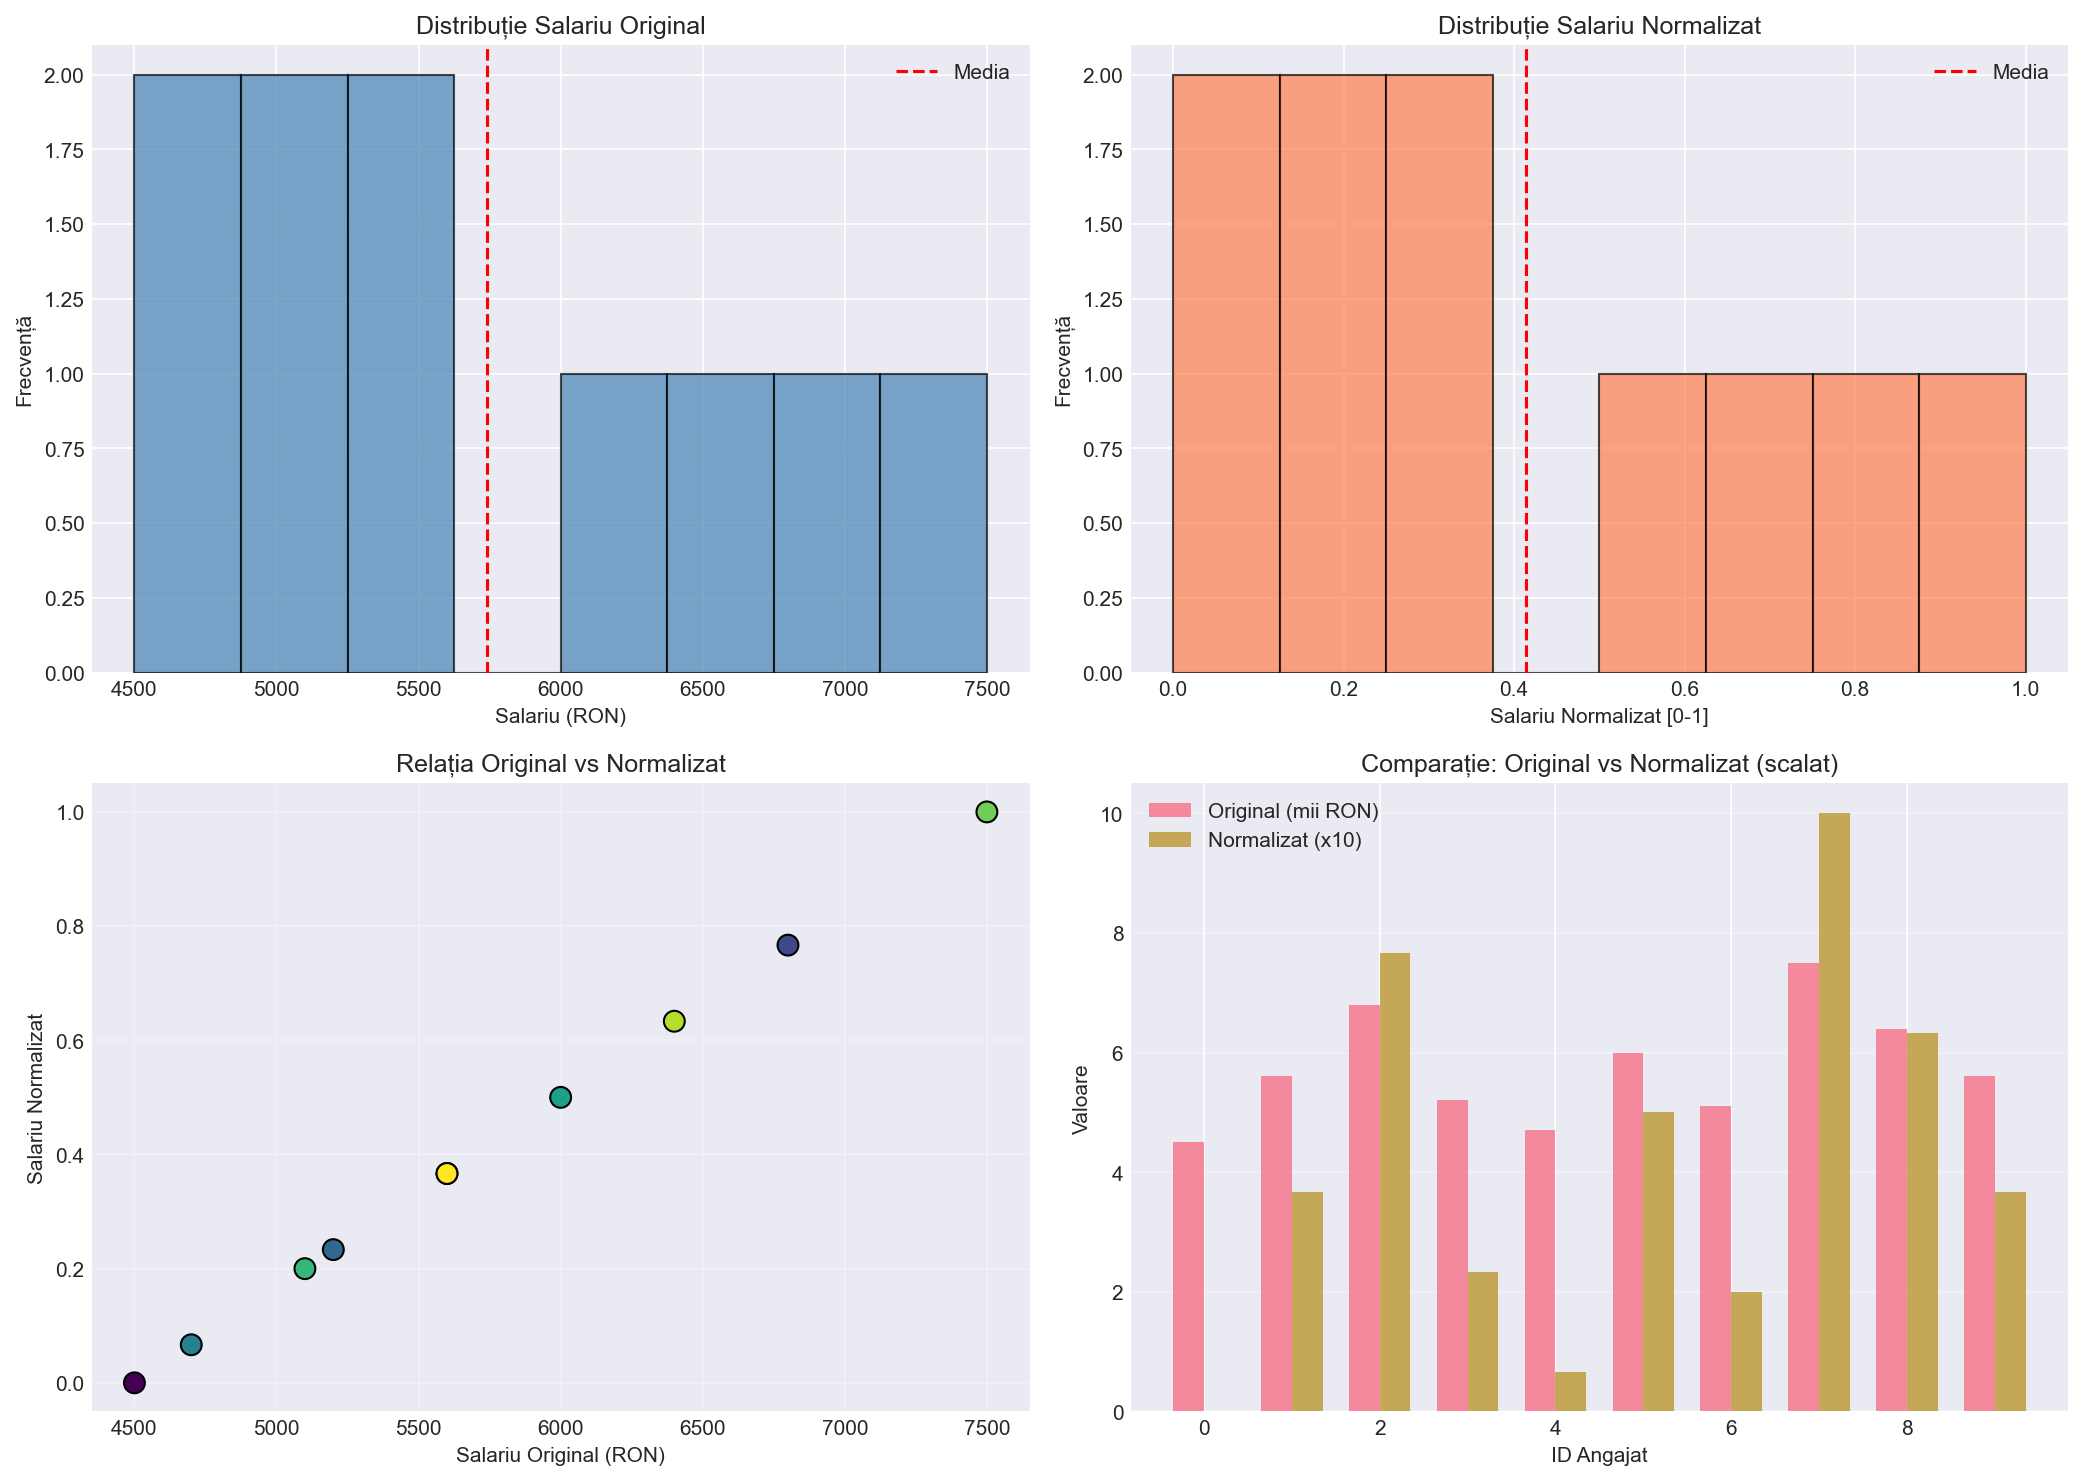 Distribuție Salariu Original
Media
Frecvență
2.00
1.75
1.50
1.25
1.00
0.75
0.50
0.25
0.00
4500 5000 5500 6000 6500 7000 7500
Salariu (RON)
Distribuție Salariu Normalizat
Media
Frecvență
2.00
1.75
1.50
1.25
1.00
0.75
0.50
0.25
0.00
0.0 0.2 0.4 0.6 0.8 1.0
Salariu Normalizat [0-1]
Relația Original vs Normalizat
Salariu Normalizat
1.0
0.8
0.6
0.4
0.2
0.0
4500 5000 5500 6000 6500 7000 7500
Salariu Original (RON)
Comparație: Original vs Normalizat (scalat)
Original (mii RON)
Normalizat (x10)
Valoare
10
8
6
4
2
0
0 2 4 6 8
ID Angajat